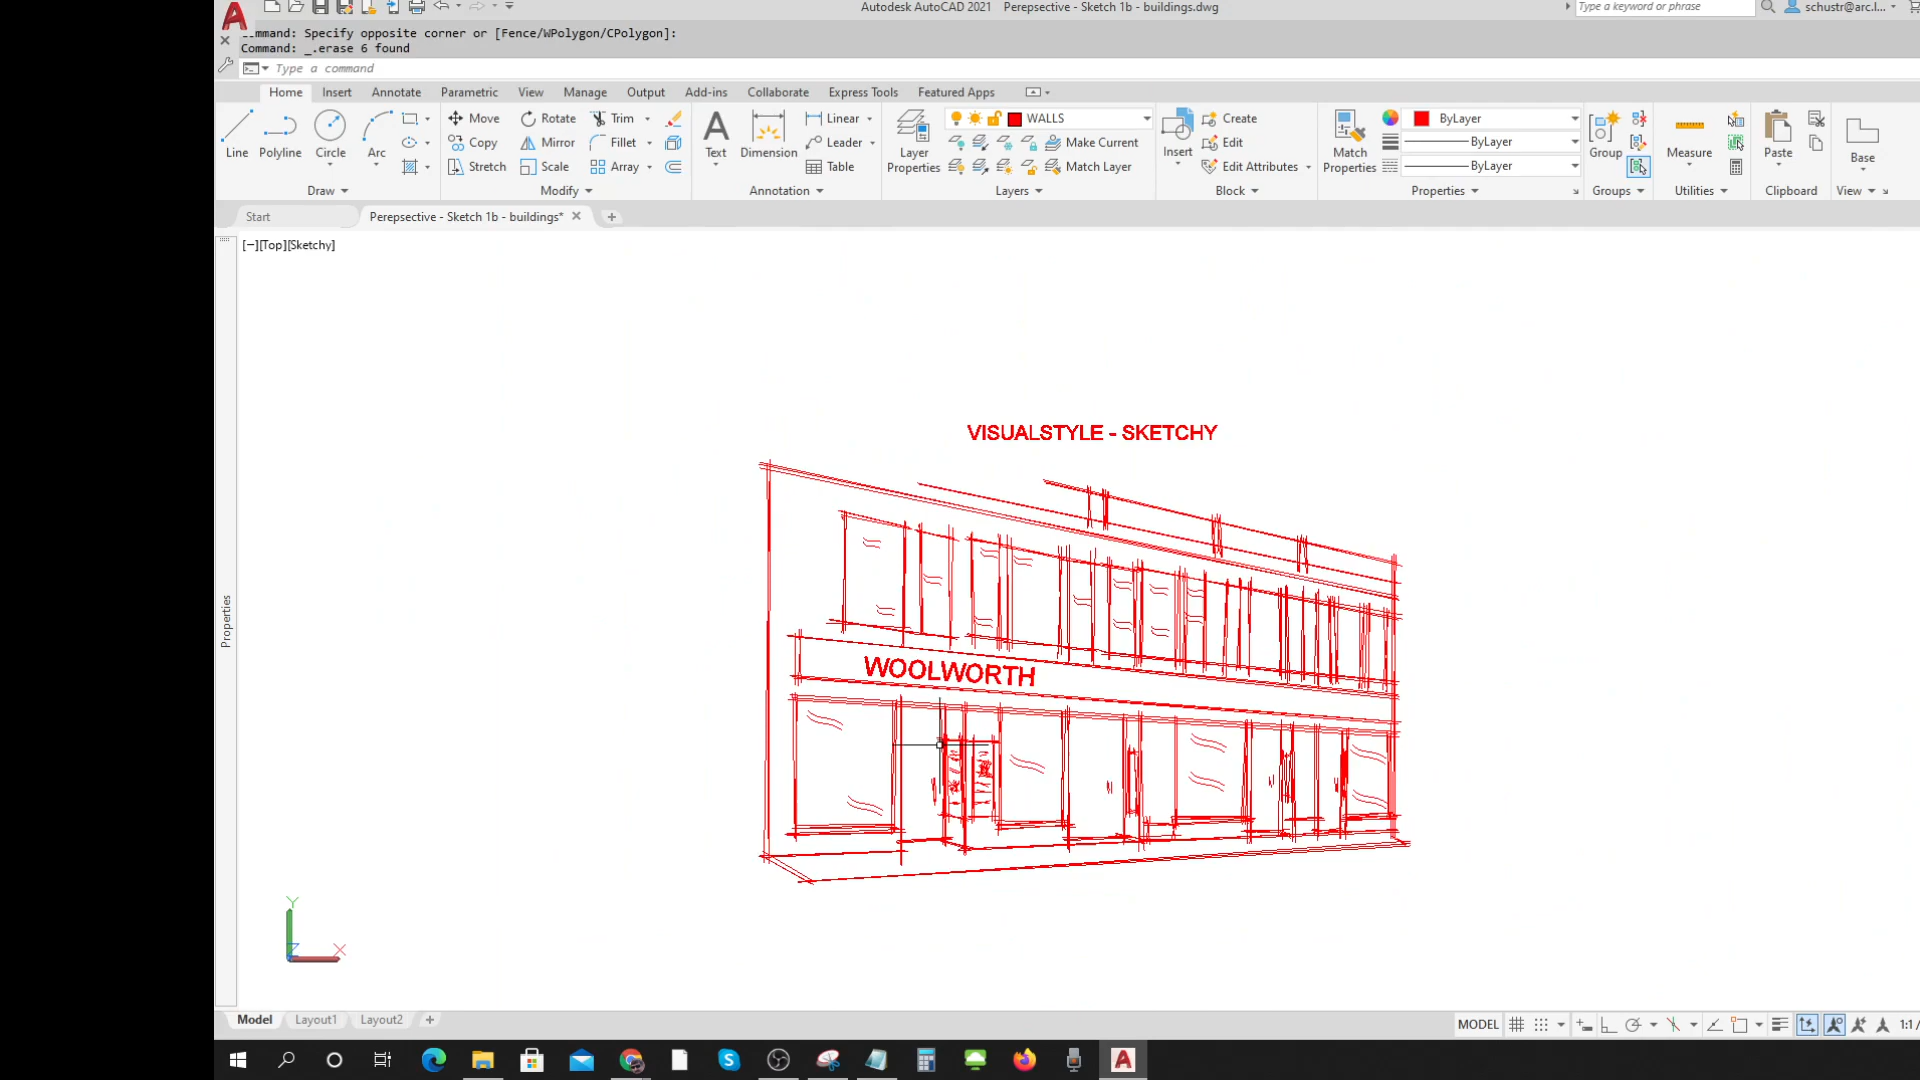 Autodesk AutoCAD 2021 Perepsective - Sketch 1b - buildings.dwg
Type a keyword or phrase
schustr@arc.l...
Command: Specify opposite corner or [Fence/WPolygon/CPolygon]:
Command: _.erase 6 found
Type a command
Home Insert Annotate Parametric View Manage Output Add-ins Collaborate Express Tools Featured Apps
Line Polyline Circle Arc
Draw
Move Rotate Trim
Copy Mirror Fillet
Stretch Scale Array
Modify
Text Dimension
Linear
Leader
Table
Annotation
Layer Properties
WALLS
Make Current
Match Layer
Layers
Insert
Create
Edit
Edit Attributes
Block
Match Properties
ByLayer
ByLayer
ByLayer
Properties
Group
Groups
Measure
Utilities
Paste
Clipboard
Base
View
Start Perepsective - Sketch 1b - buildings*
[−][Top][Sketchy]
Properties
VISUALSTYLE - SKETCHY
WOOLWORTH
Y
Z
X
Model Layout1 Layout2
MODEL
1:1 /